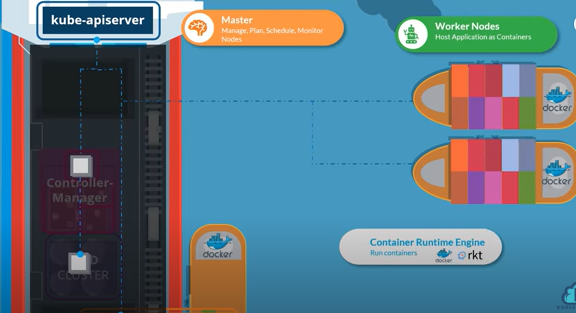 kube-apiserver
Master
Manage, Plan, Schedule, Monitor
Nodes
Worker Nodes
Host Application as Containers
docker
docker
Controller-
Manager
CLUSTER
docker
Container Runtime Engine
Run containers
docker
rkt